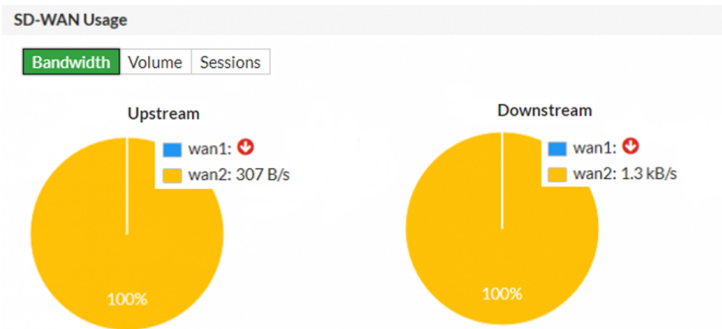 SD-WAN Usage
Bandwidth Volume Sessions
Upstream
wan1:
wan2: 307 B/s
100%
Downstream
wan1:
wan2: 1.3 kB/s
100%